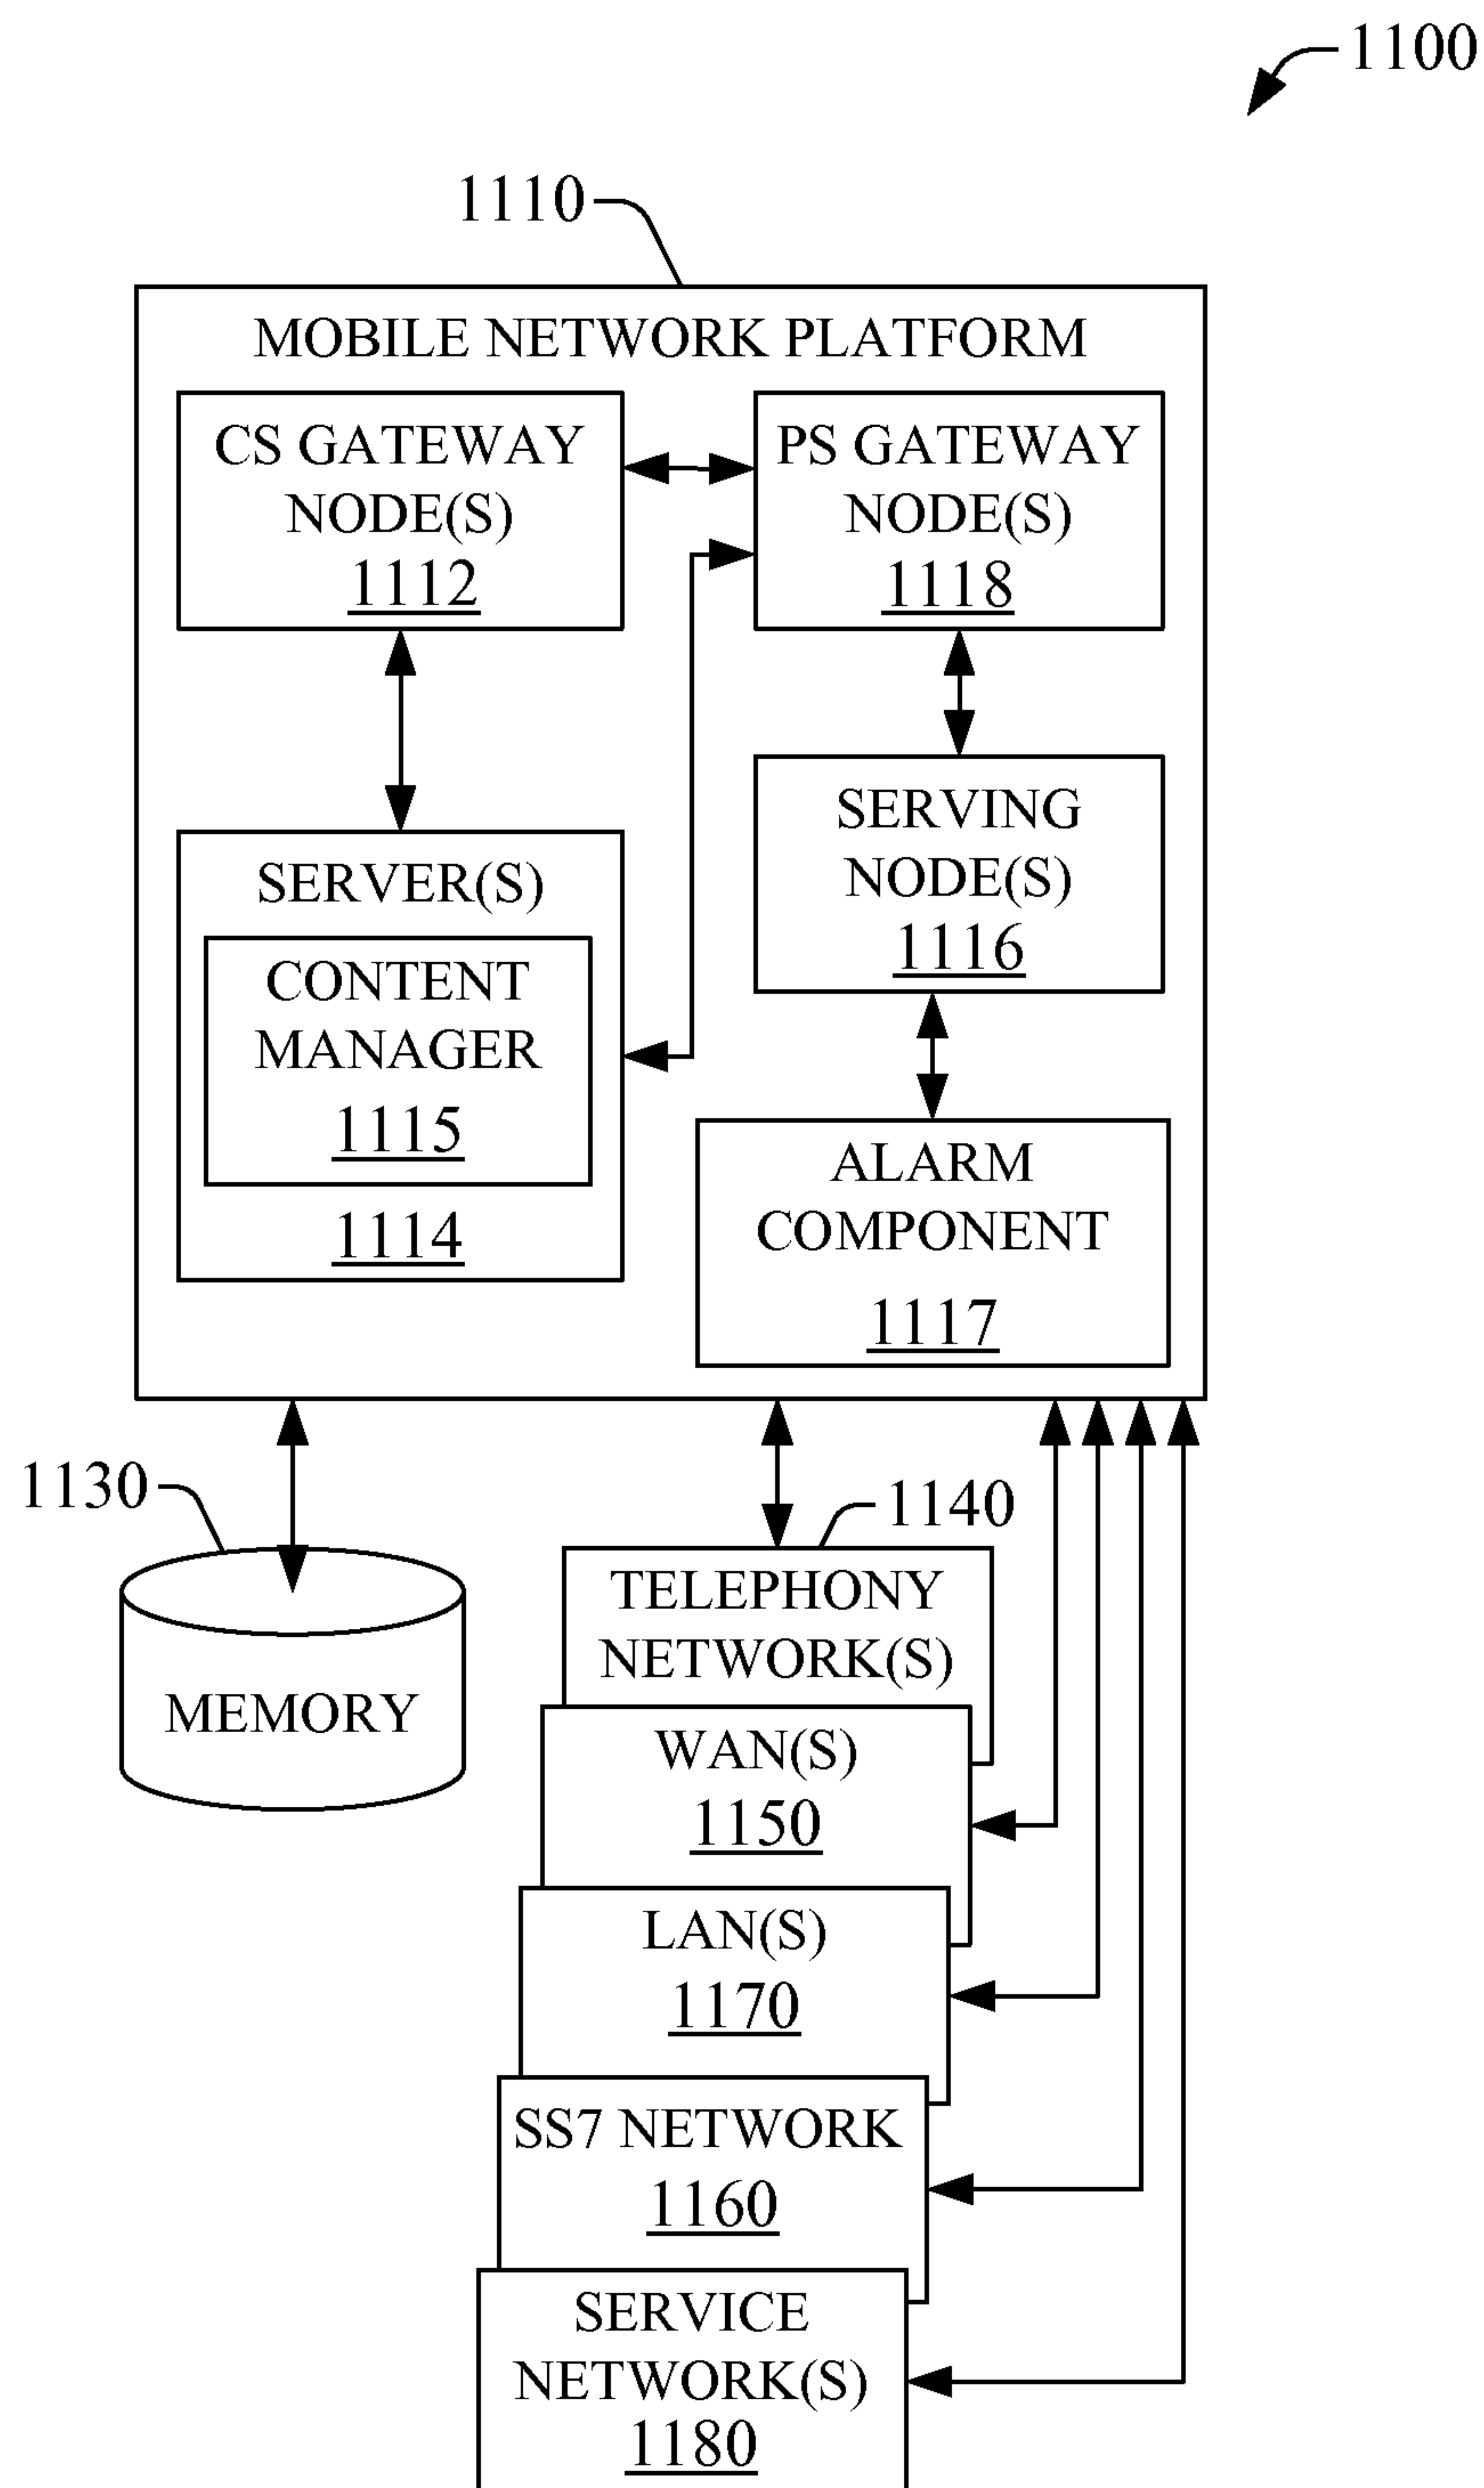 1100
1110
MOBILE NETWORK PLATFORM
CS GATEWAY
NODE(S)
1112
PS GATEWAY
NODE(S)
1118
SERVING
NODE(S)
1116
SERVER(S)
CONTENT
MANAGER
1115
1114
ALARM
COMPONENT
1117
1130
MEMORY
1140
TELEPHONY
NETWORK(S)
WAN(S)
1150
LAN(S)
1170
SS7 NETWORK
1160
SERVICE
NETWORK(S)
1180